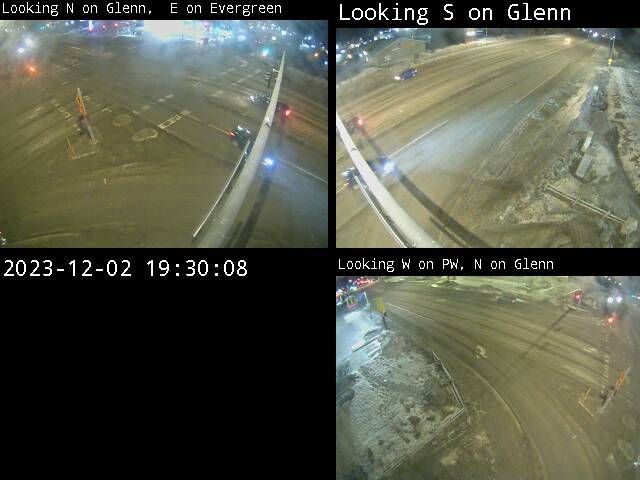 Looking N on Glenn,  E on Evergreen
Looking S on Glenn
2023-12-02 19:30:08
Looking W on PW, N on Glenn